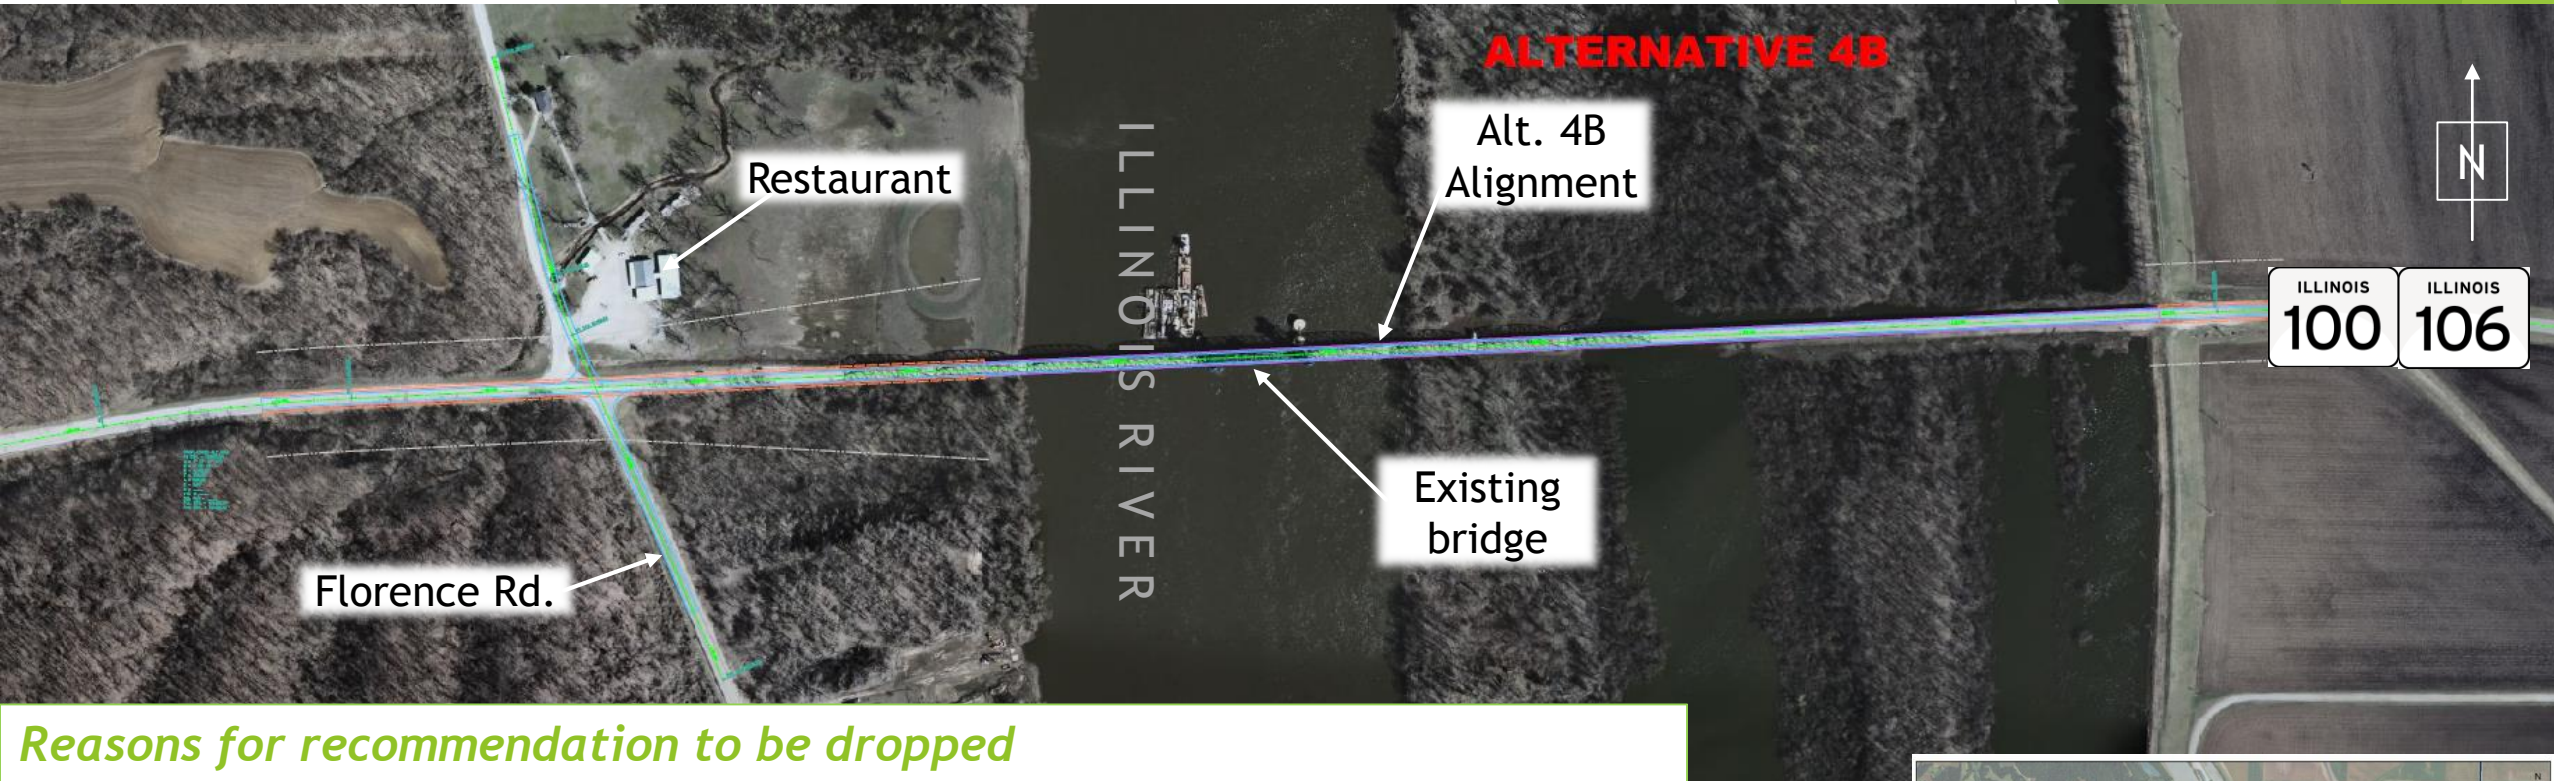 ALTERNATIVE 4B
Alt. 4B
Alignment
Restaurant
N
ILLINOIS
100
ILLINOIS
106
ILLINOIS RIVER
Existing
bridge
Florence Rd.
Reasons for recommendation to be dropped
N